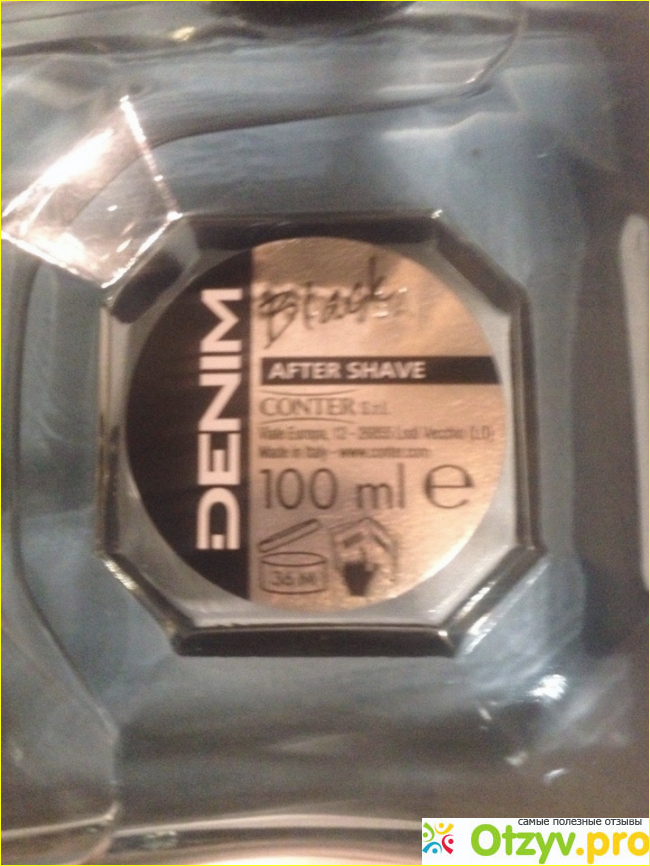 DENIM
Black
AFTER SHAVE
CONTER S.r.l.
Viale Europa, 12 - 26855 Lodi Vecchio (LO)
Made in Italy - www.conter.com
100 ml e
36 M
самые полезные отзывы
Otzyv.pro